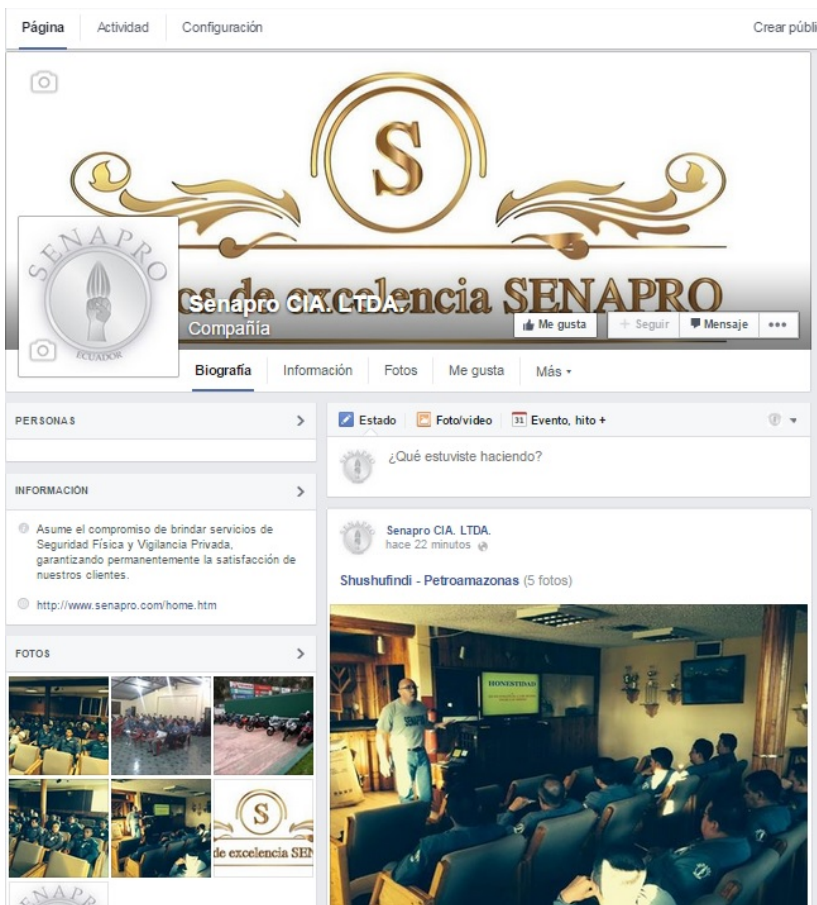 Página Actividad Configuración Crear públi
S
os de excelencia SENAPRO
SENAPRO
ECUADOR
Senapro CIA. LTDA.
Compañía
Me gusta Seguir Mensaje
Biografía Información Fotos Me gusta Más
PERSONAS
INFORMACIÓN
Asume el compromiso de brindar servicios de
Seguridad Física y Vigilancia Privada,
garantizando permanentemente la satisfacción de
nuestros clientes.
http://www.senapro.com/home.htm
FOTOS
S
de excelencia SEN
SENAPRO
Estado Foto/video 31 Evento, hito +
¿Qué estuviste haciendo?
Senapro CIA. LTDA.
hace 22 minutos
Shushufindi - Petroamazonas (5 fotos)
HONESTIDAD